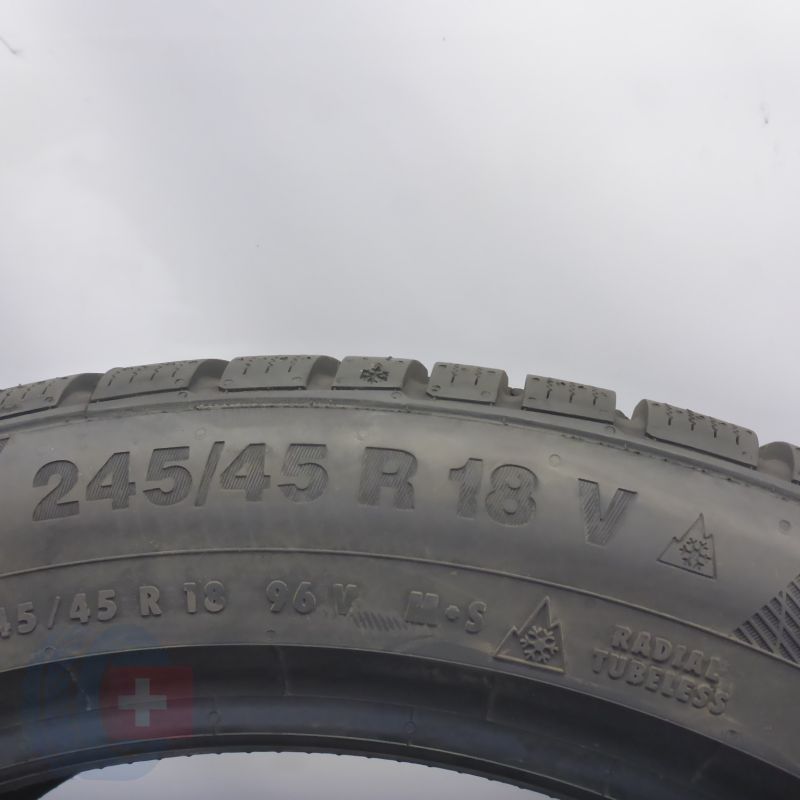 245/45 R 18 V
45/45 R 18 96 V M•S
RADIAL
TUBELESS